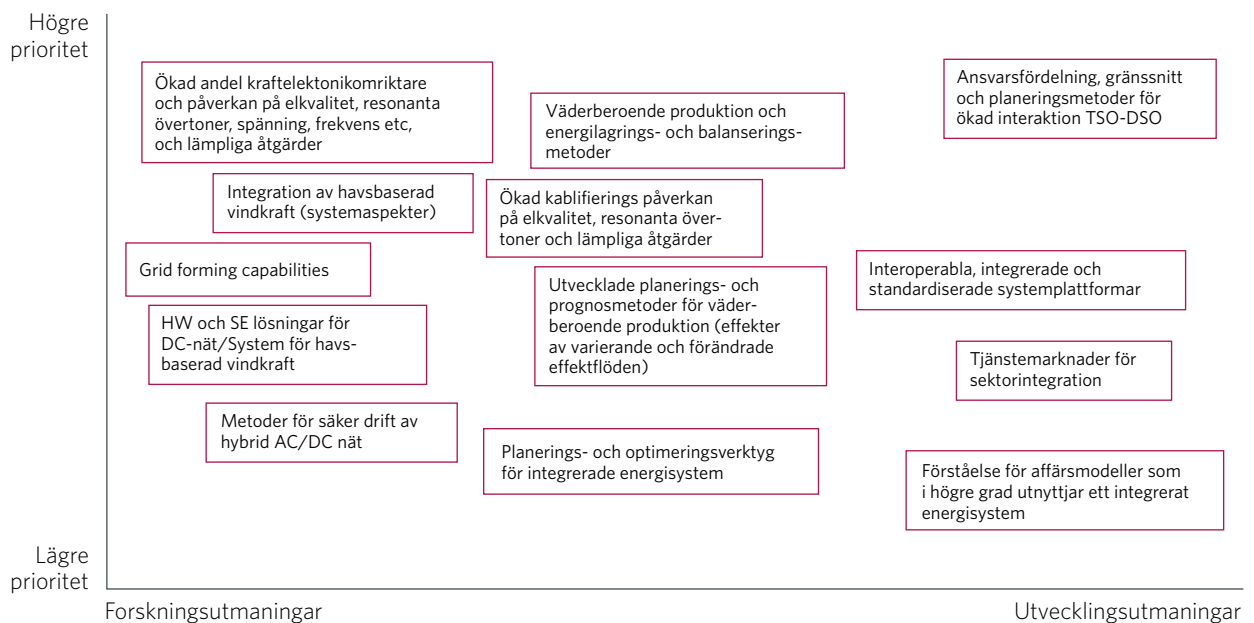 Högre
prioritet
Ökad andel kraftelektonikomriktare
och påverkan på elkvalitet, resonanta
övertoner, spänning, frekvens etc,
och lämpliga åtgärder
Väderberoende produktion och
energilagrings- och balanserings-
metoder
Ansvarsfördelning, gränssnitt
och planeringsmetoder för
ökad interaktion TSO-DSO
Integration av havsbaserad
vindkraft (systemaspekter)
Ökad kablifierings påverkan
på elkvalitet, resonanta över-
toner och lämpliga åtgärder
Grid forming capabilities
Interoperabla, integrerade och
standardiserade systemplattformar
HW och SE lösningar för
DC-nät/System för havs-
baserad vindkraft
Utvecklade planerings- och
prognosmetoder för väder-
beroende produktion (effekter
av varierande och förändrade
effektflöden)
Tjänstemarknader för
sektorintegration
Metoder för säker drift av
hybrid AC/DC nät
Planerings- och optimeringsverktyg
för integrerade energisystem
Förståelse för affärsmodeller som
i högre grad utnyttjar ett integrerat
energisystem
Lägre
prioritet
Forskningsutmaningar
Utvecklingsutmaningar